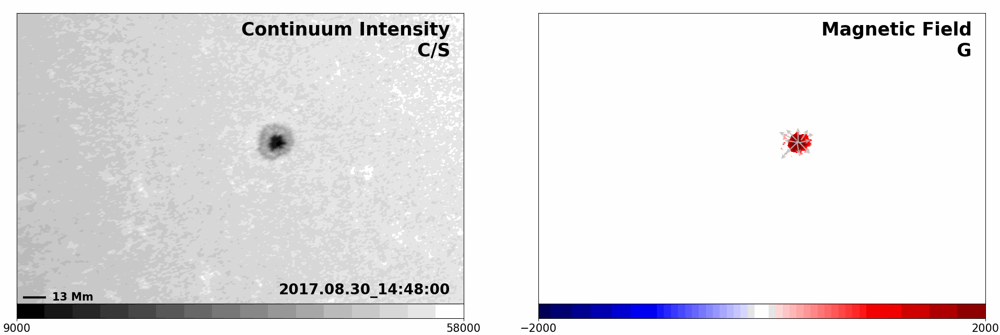 Continuum Intensity
C/S
2017.08.30_14:48:00
13 Mm
9000
58000
Magnetic Field
G
−2000
2000